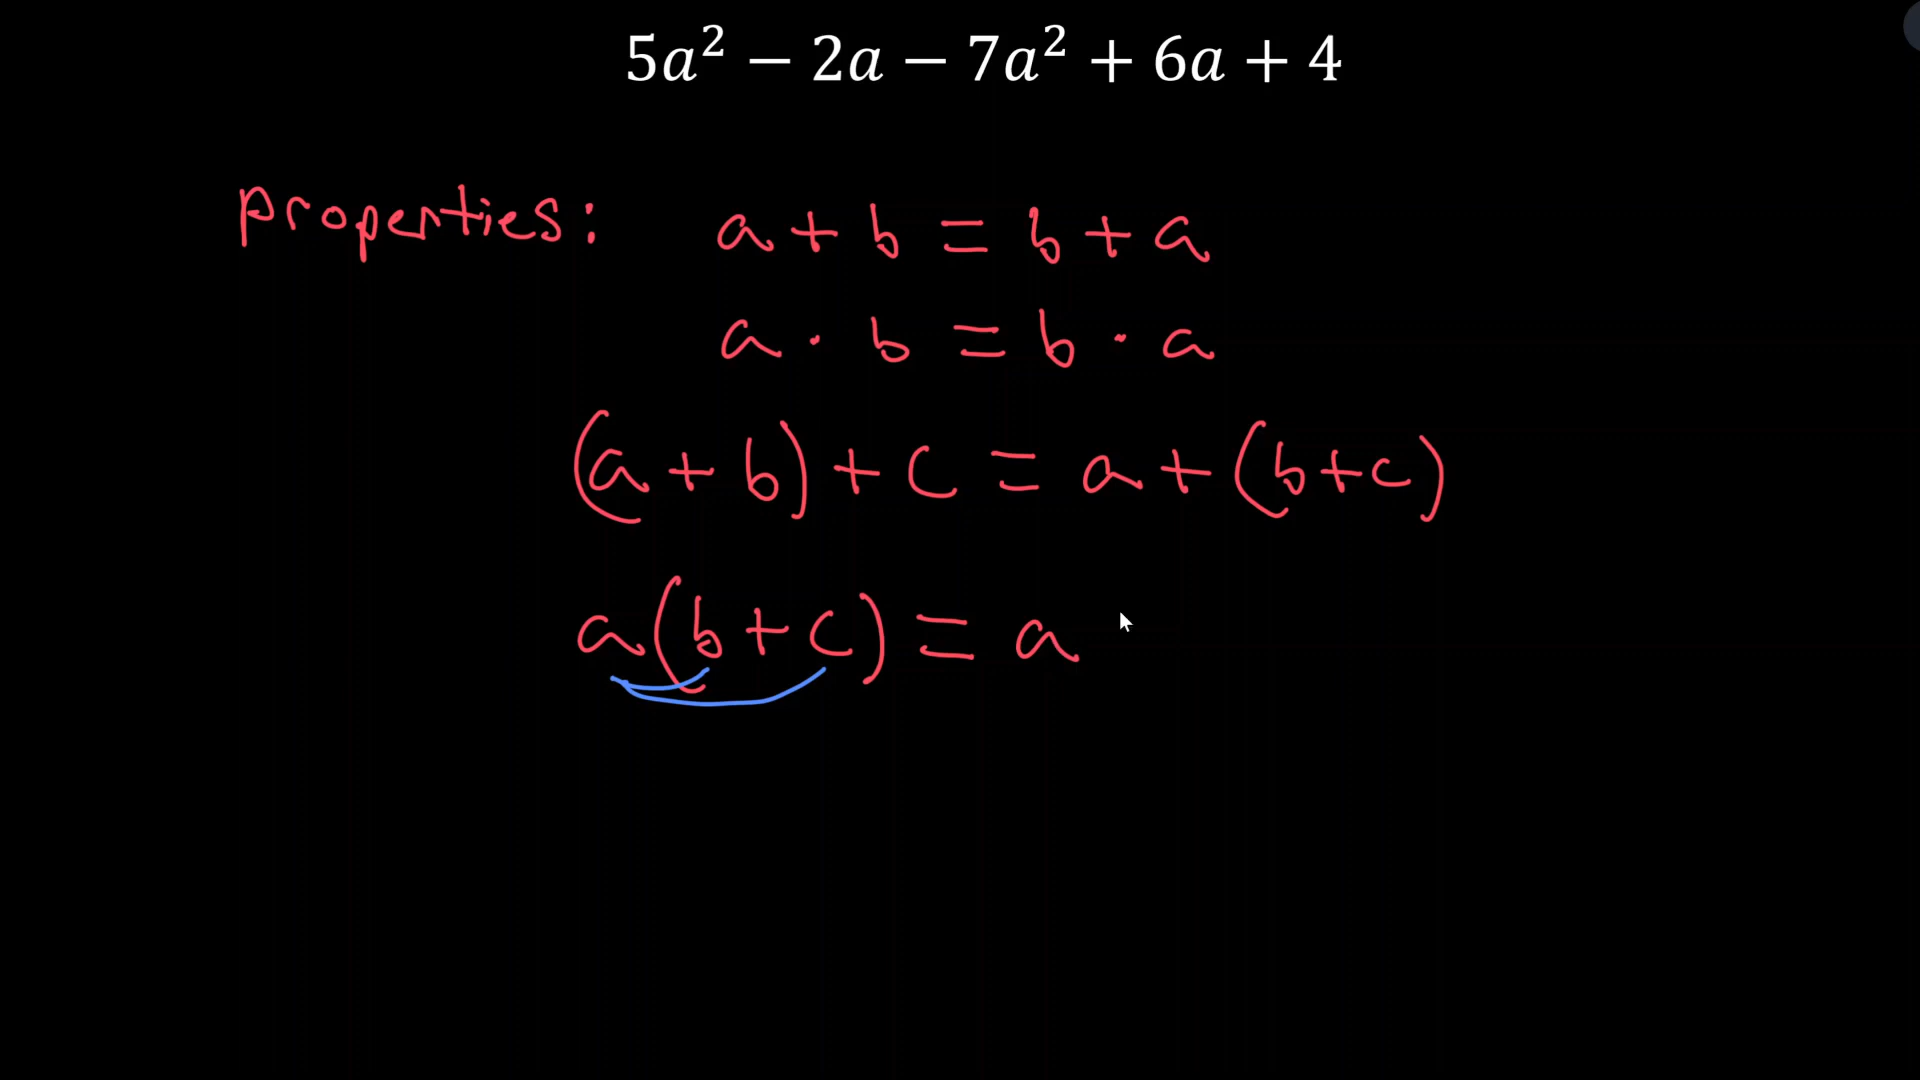 5a² − 2a − 7a² + 6a + 4
properties: a + b = b + a
a · b = b · a
(a + b) + c = a + (b + c)
a(b + c) = a